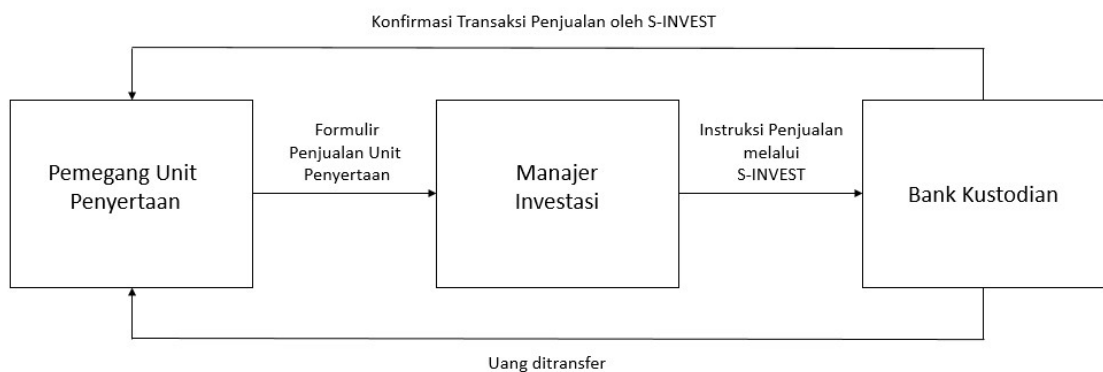 Konfirmasi Transaksi Penjualan oleh S-INVEST
Pemegang Unit
Penyertaan
Formulir
Penjualan Unit
Penyertaan
Manajer
Investasi
Instruksi Penjualan
melalui
S-INVEST
Bank Kustodian
Uang ditransfer